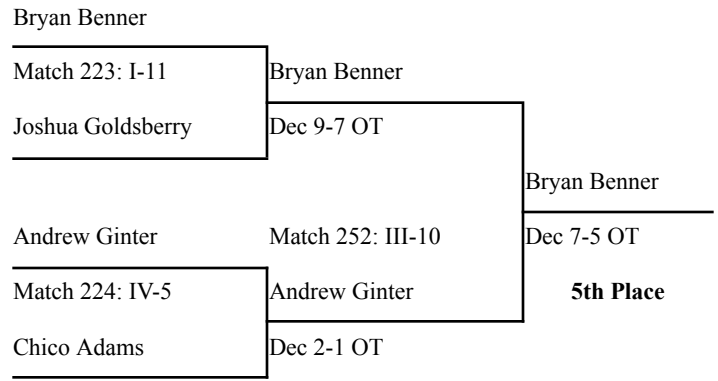 Bryan Benner
Match 223: I-11
Bryan Benner
Joshua Goldsberry
Dec 9-7 OT
Bryan Benner
Andrew Ginter
Match 252: III-10
Dec 7-5 OT
Match 224: IV-5
Andrew Ginter
5th Place
Chico Adams
Dec 2-1 OT